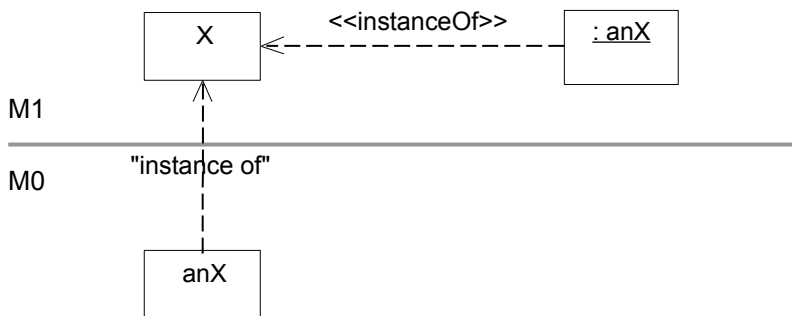 X
<<instanceOf>>
: anX
M1
"instance of"
M0
anX